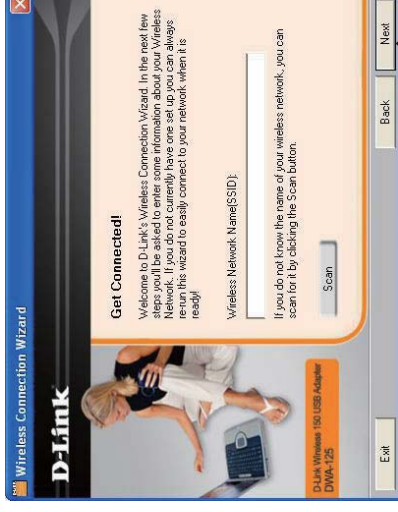 Wireless Connection Wizard
D-Link
Get Connected!
Welcome to D-Link's Wireless Connection Wizard. In the next few
steps you'll be asked to enter some information about your Wireless
Network. If you do not currently have one set up you can always
re-run this wizard to easily connect to your network when it is
ready!
Wireless Network Name(SSID):
If you do not know the name of your wireless network, you can
scan for it by clicking the Scan button.
Scan
D-Link Wireless 150 USB Adapter
DWA-125
Exit
Back
Next